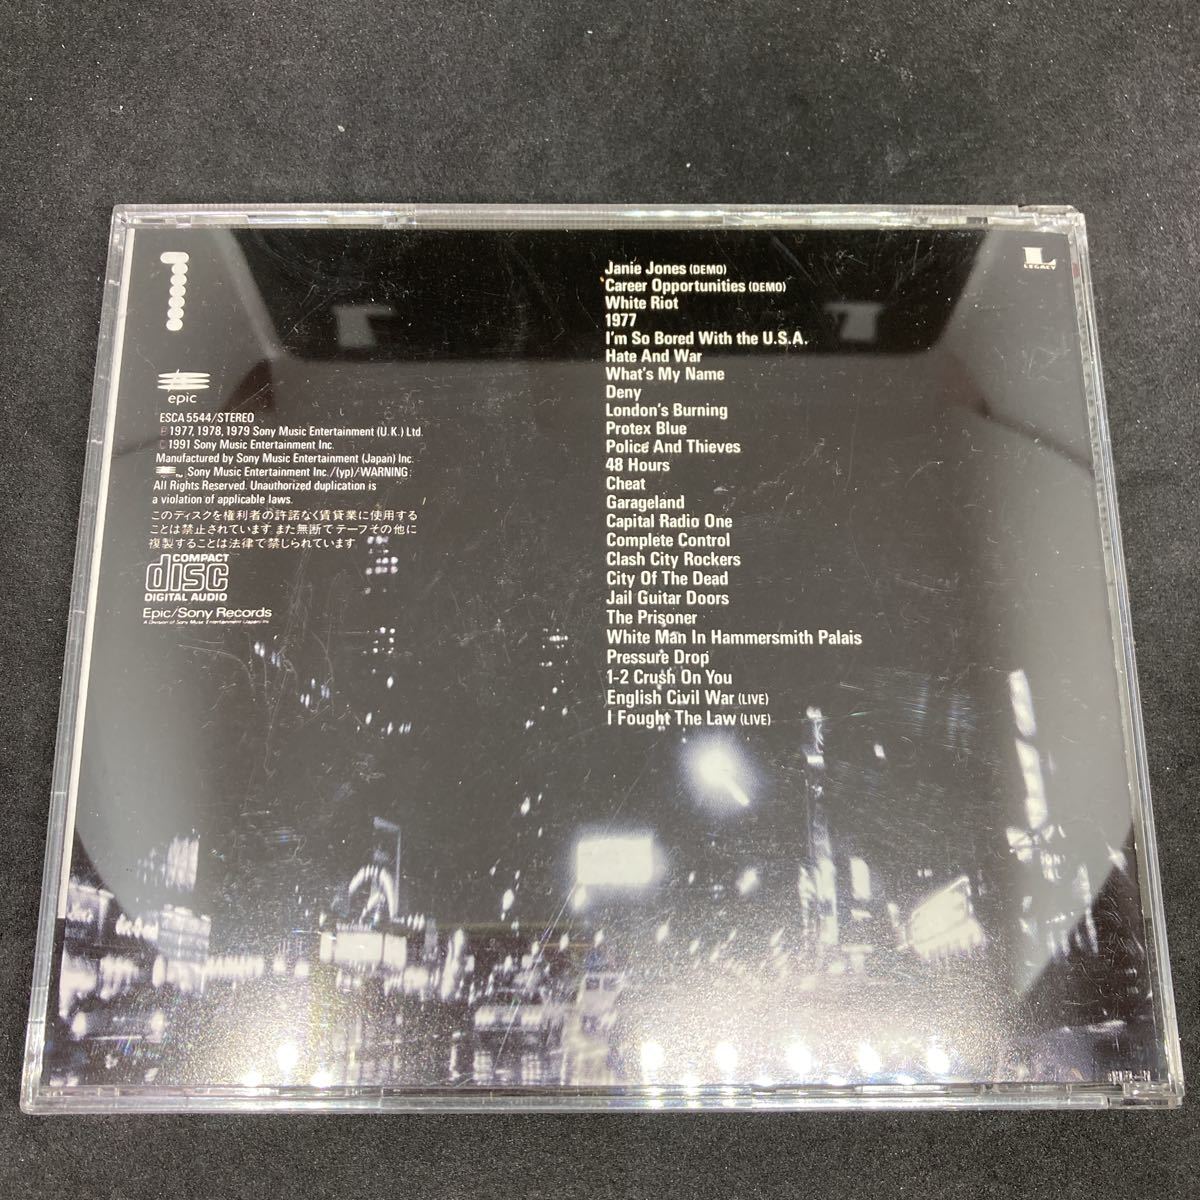 epic
ESCA 5544/STEREO
Ⓟ 1977, 1978, 1979 Sony Music Entertainment (U.K.) Ltd.
© 1991 Sony Music Entertainment Inc.
Manufactured by Sony Music Entertainment (Japan) Inc.
Sony Music Entertainment Inc./(yp)/WARNING:
All Rights Reserved. Unauthorized duplication is
a violation of applicable laws.
このディスクを権利者の許諾なく賃貸業に使用する
ことは禁止されています。また無断でテープその他に
複製することは法律で禁じられています。
COMPACT
disc
DIGITAL AUDIO
Epic/Sony Records
A Division of Sony Music Entertainment (Japan) Inc.
Janie Jones (DEMO)
Career Opportunities (DEMO)
White Riot
1977
I'm So Bored With the U.S.A.
Hate And War
What's My Name
Deny
London's Burning
Protex Blue
Police And Thieves
48 Hours
Cheat
Garageland
Capital Radio One
Complete Control
Clash City Rockers
City Of The Dead
Jail Guitar Doors
The Prisoner
White Man In Hammersmith Palais
Pressure Drop
1-2 Crush On You
English Civil War (LIVE)
I Fought The Law (LIVE)
L
LEGACY